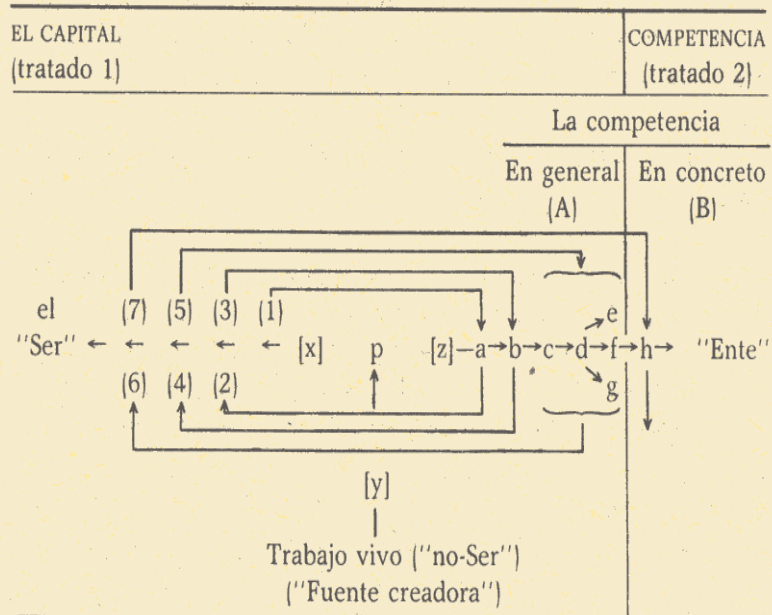 EL CAPITAL COMPETENCIA
(tratado 1) (tratado 2)
La competencia
En general En concreto
(A) (B)
el (7) (5) (3) (1) e
"Ser" ← ← ← ← ← [x] p [z]—a→b→c→d→f→h→ "Ente"
(6) (4) (2) g
[y]
Trabajo vivo ("no-Ser")
("Fuente creadora")